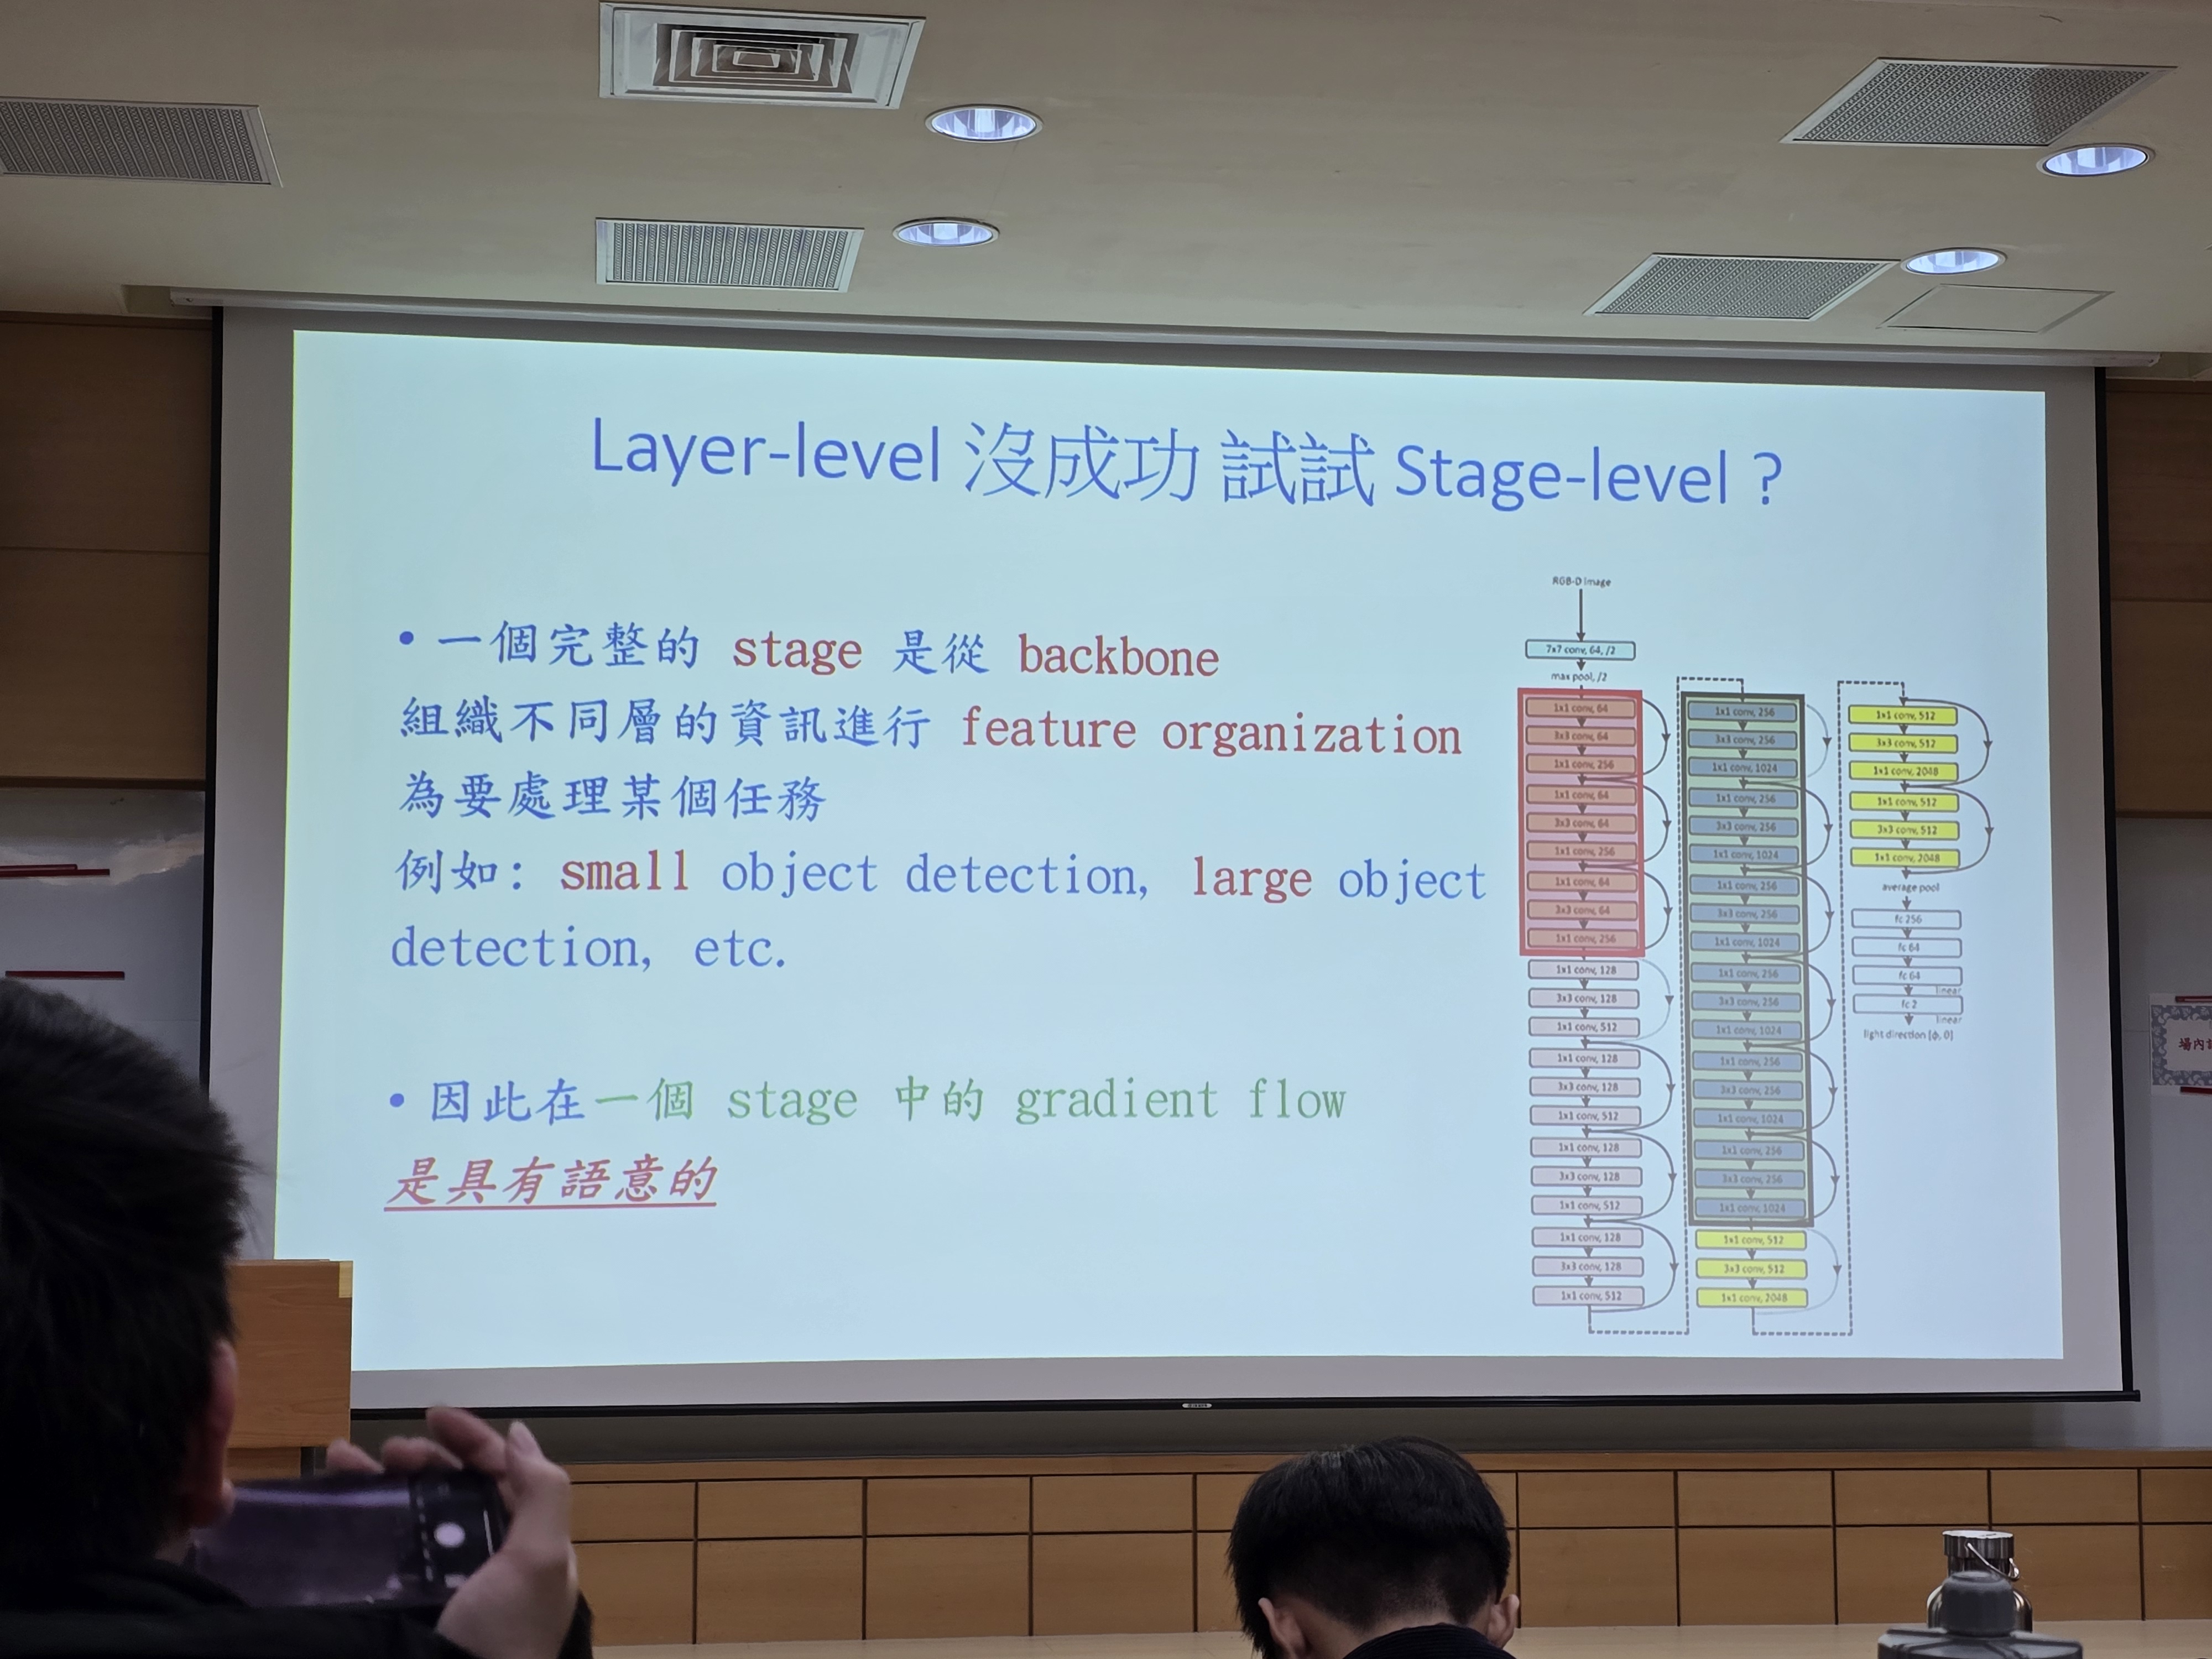 Layer-level 沒成功 試試 Stage-level ?
• 一個完整的 stage 是從 backbone
組織不同層的資訊進行 feature organization
為要處理某個任務
例如: small object detection, large object
detection, etc.
• 因此在一個 stage 中的 gradient flow
是具有語意的
RGB-D Image
7x7 conv, 64, /2
max pool, /2
1x1 conv, 64
3x3 conv, 64
1x1 conv, 256
1x1 conv, 64
3x3 conv, 64
1x1 conv, 256
1x1 conv, 64
3x3 conv, 64
1x1 conv, 256
1x1 conv, 128
3x3 conv, 128
1x1 conv, 512
1x1 conv, 128
3x3 conv, 128
1x1 conv, 512
1x1 conv, 128
3x3 conv, 128
1x1 conv, 512
1x1 conv, 128
3x3 conv, 128
1x1 conv, 512
1x1 conv, 256
3x3 conv, 256
1x1 conv, 1024
1x1 conv, 256
3x3 conv, 256
1x1 conv, 1024
1x1 conv, 256
3x3 conv, 256
1x1 conv, 1024
1x1 conv, 256
3x3 conv, 256
1x1 conv, 1024
1x1 conv, 256
3x3 conv, 256
1x1 conv, 1024
1x1 conv, 256
3x3 conv, 256
1x1 conv, 1024
1x1 conv, 512
3x3 conv, 512
1x1 conv, 2048
1x1 conv, 512
3x3 conv, 512
1x1 conv, 2048
1x1 conv, 512
3x3 conv, 512
1x1 conv, 2048
average pool
fc 256
fc 64
fc 64
linear
fc 2
linear
light direction [ϕ, θ]
場內